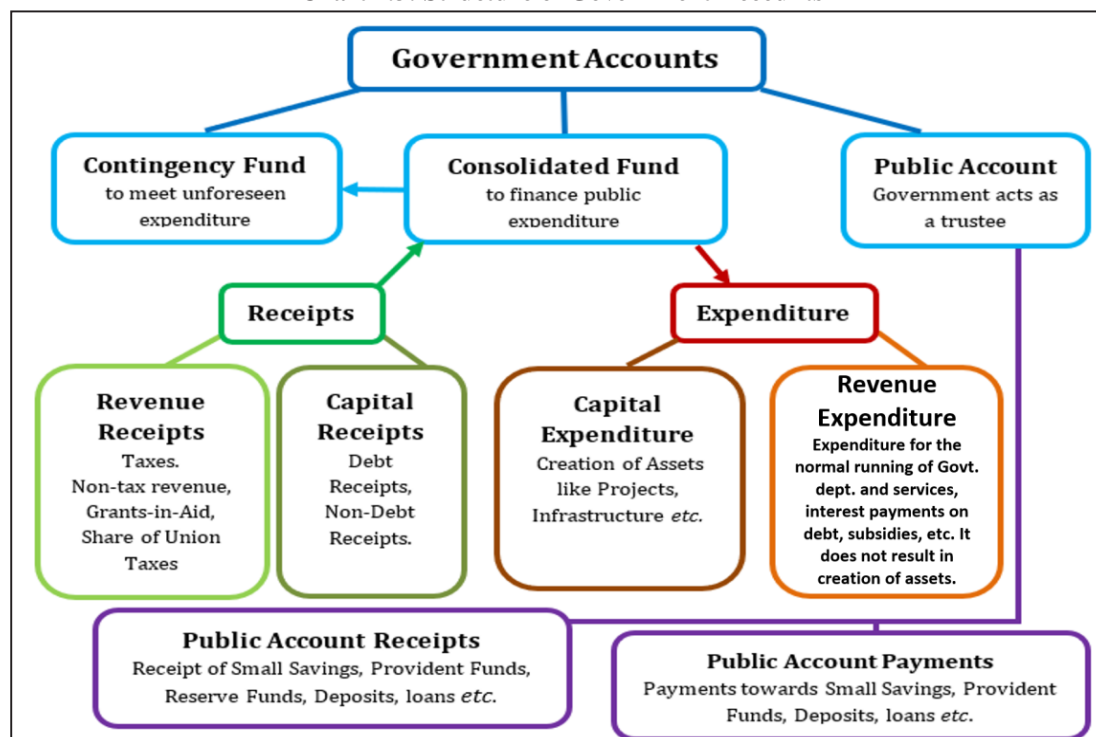 Government Accounts
Contingency Fund
to meet unforeseen
expenditure
Consolidated Fund
to finance public
expenditure
Public Account
Government acts as
a trustee
Receipts
Expenditure
Revenue
Receipts
Taxes.
Non-tax revenue,
Grants-in-Aid,
Share of Union
Taxes
Capital
Receipts
Debt
Receipts,
Non-Debt
Receipts.
Capital
Expenditure
Creation of Assets
like Projects,
Infrastructure etc.
Revenue
Expenditure
Expenditure for the
normal running of Govt.
dept. and services,
interest payments on
debt, subsidies, etc. It
does not result in
creation of assets.
Public Account Receipts
Receipt of Small Savings, Provident Funds,
Reserve Funds, Deposits, loans etc.
Public Account Payments
Payments towards Small Savings, Provident
Funds, Deposits, loans etc.